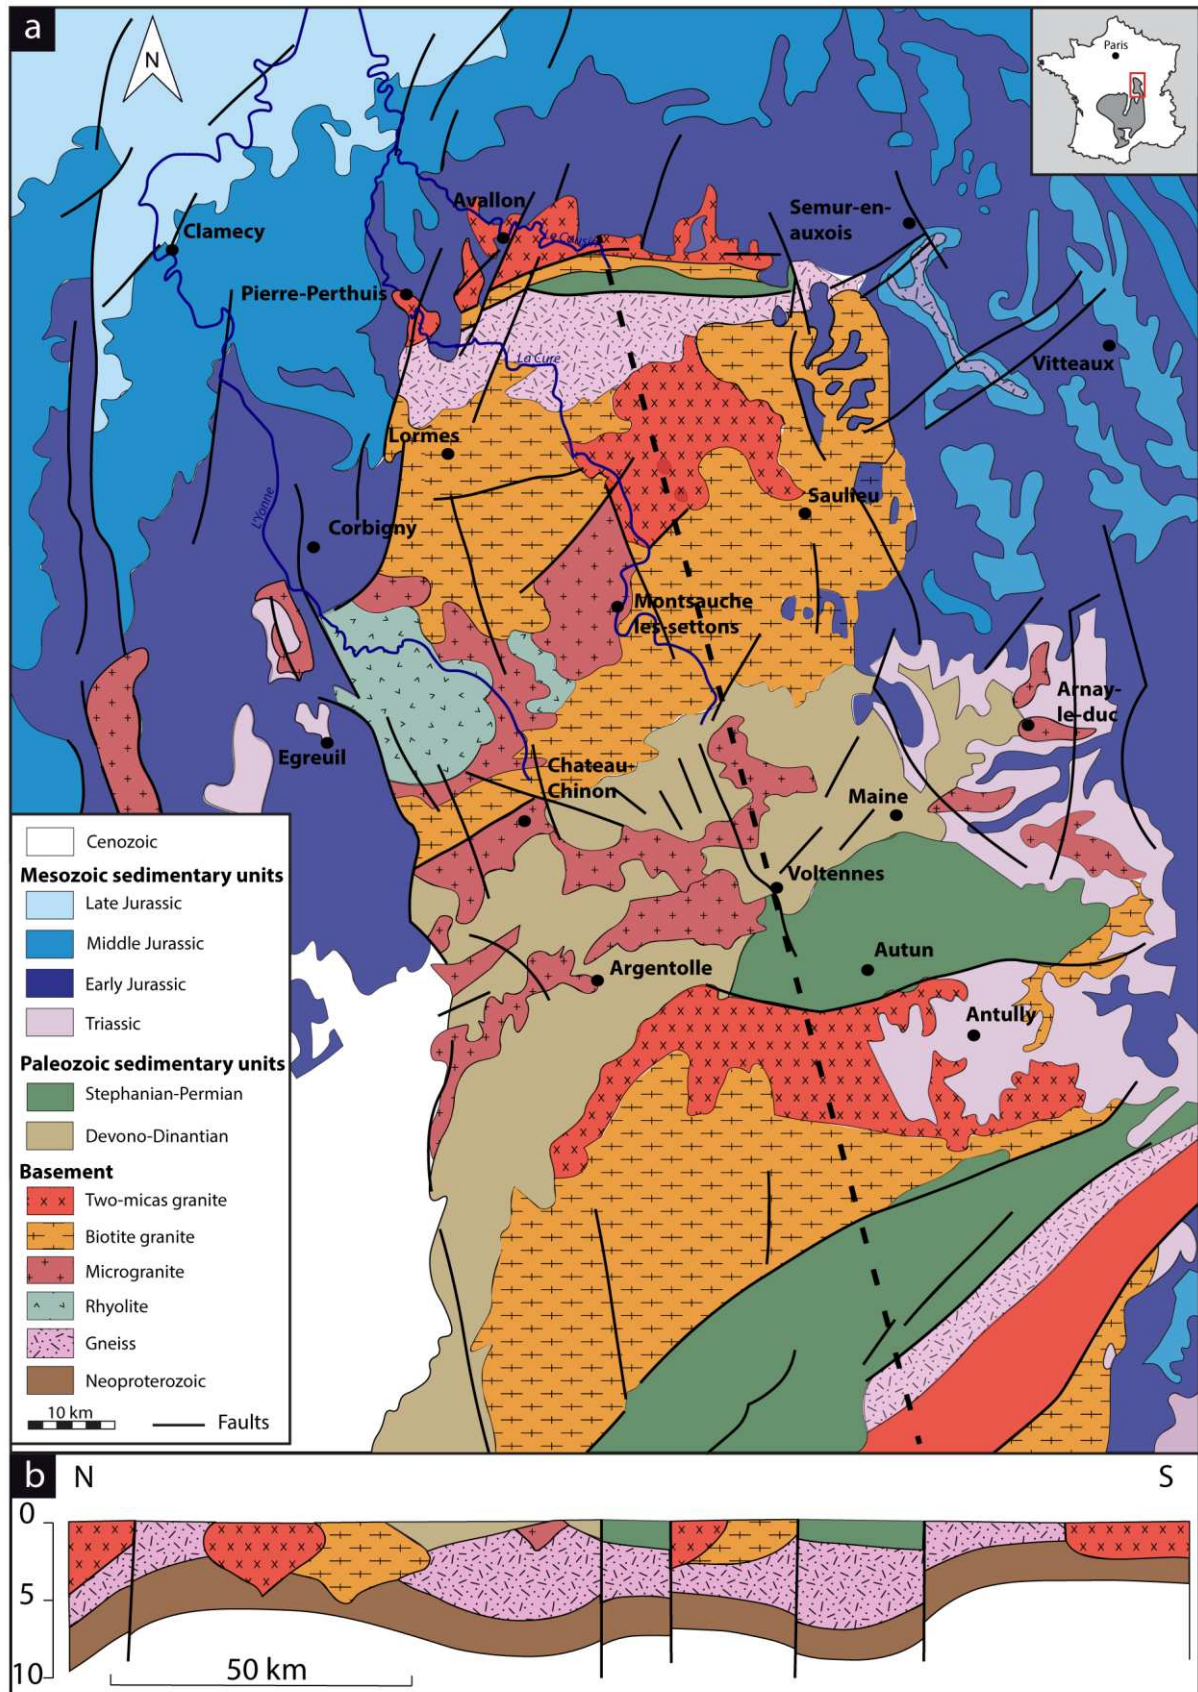 a
N
Paris
Avallon
Semur-en-
auxois
Clamecy
Le Cousin
Pierre-Perthuis
La Cure
Vitteaux
Lormes
Saulieu
L'Yonne
Corbigny
Montsauche
les-settons
Arnay-
le-duc
Egreuil
Chateau-
Chinon
Maine
Voltennes
Autun
Argentolle
Antully
Cenozoic
Mesozoic sedimentary units
Late Jurassic
Middle Jurassic
Early Jurassic
Triassic
Paleozoic sedimentary units
Stephanian-Permian
Devono-Dinantian
Basement
Two-micas granite
Biotite granite
Microgranite
Rhyolite
Gneiss
Neoproterozoic
10 km
Faults
b
N
S
0
5
10
50 km